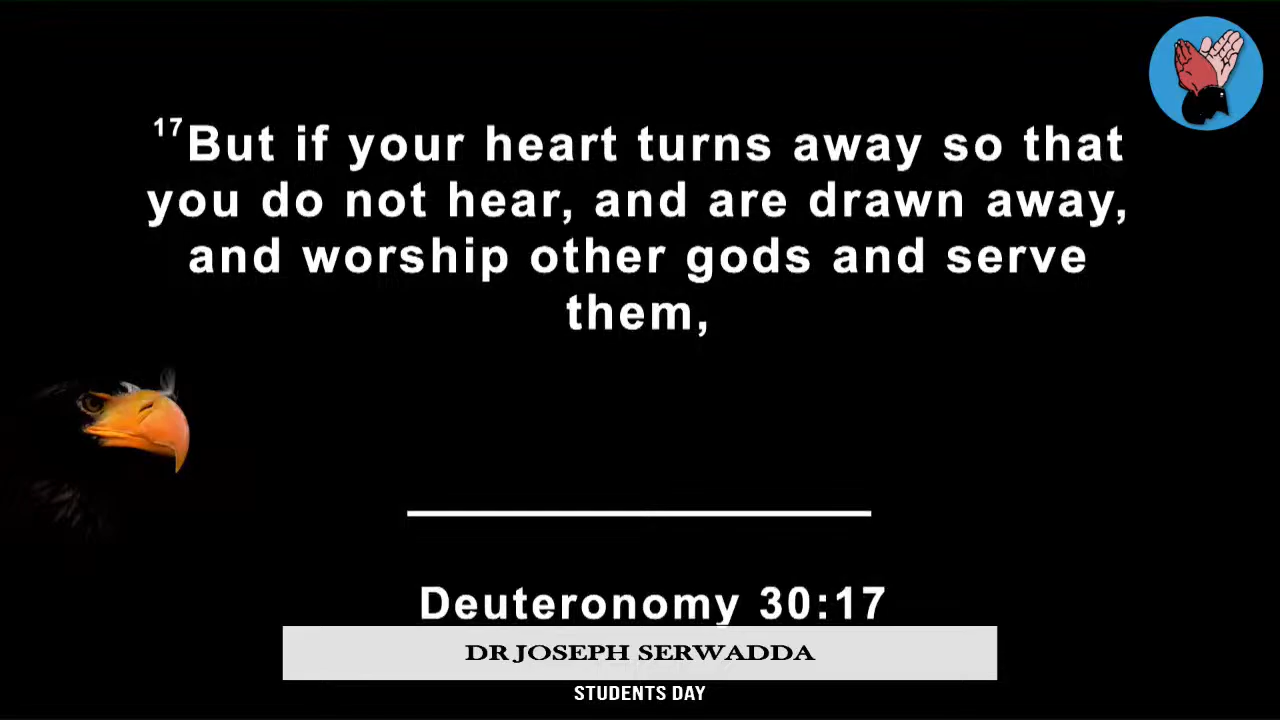 17But if your heart turns away so that
you do not hear, and are drawn away,
and worship other gods and serve
them,
Deuteronomy 30:17
DR JOSEPH SERWADDA
STUDENTS DAY